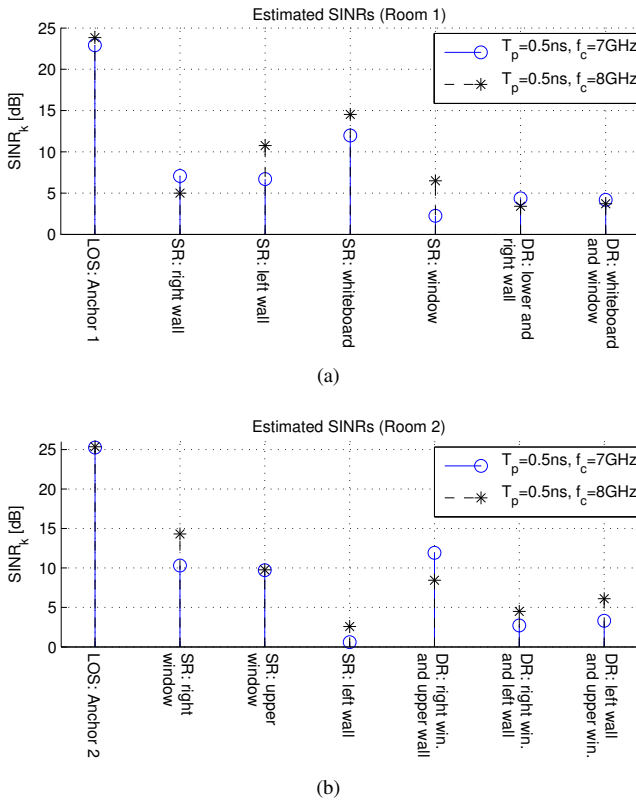 Estimated SINRs (Room 1)
25
20
15
10
5
0
SINR_k [dB]
T_p=0.5ns, f_c=7GHz
T_p=0.5ns, f_c=8GHz
LOS: Anchor 1
SR: right wall
SR: left wall
SR: whiteboard
SR: window
DR: lower and
right wall
DR: whiteboard
and window
(a)
Estimated SINRs (Room 2)
25
20
15
10
5
0
SINR_k [dB]
T_p=0.5ns, f_c=7GHz
T_p=0.5ns, f_c=8GHz
LOS: Anchor 2
SR: right
window
SR: upper
window
SR: left wall
DR: right win.
and upper wall
DR: right win.
and left wall
DR: left wall
and upper win.
(b)